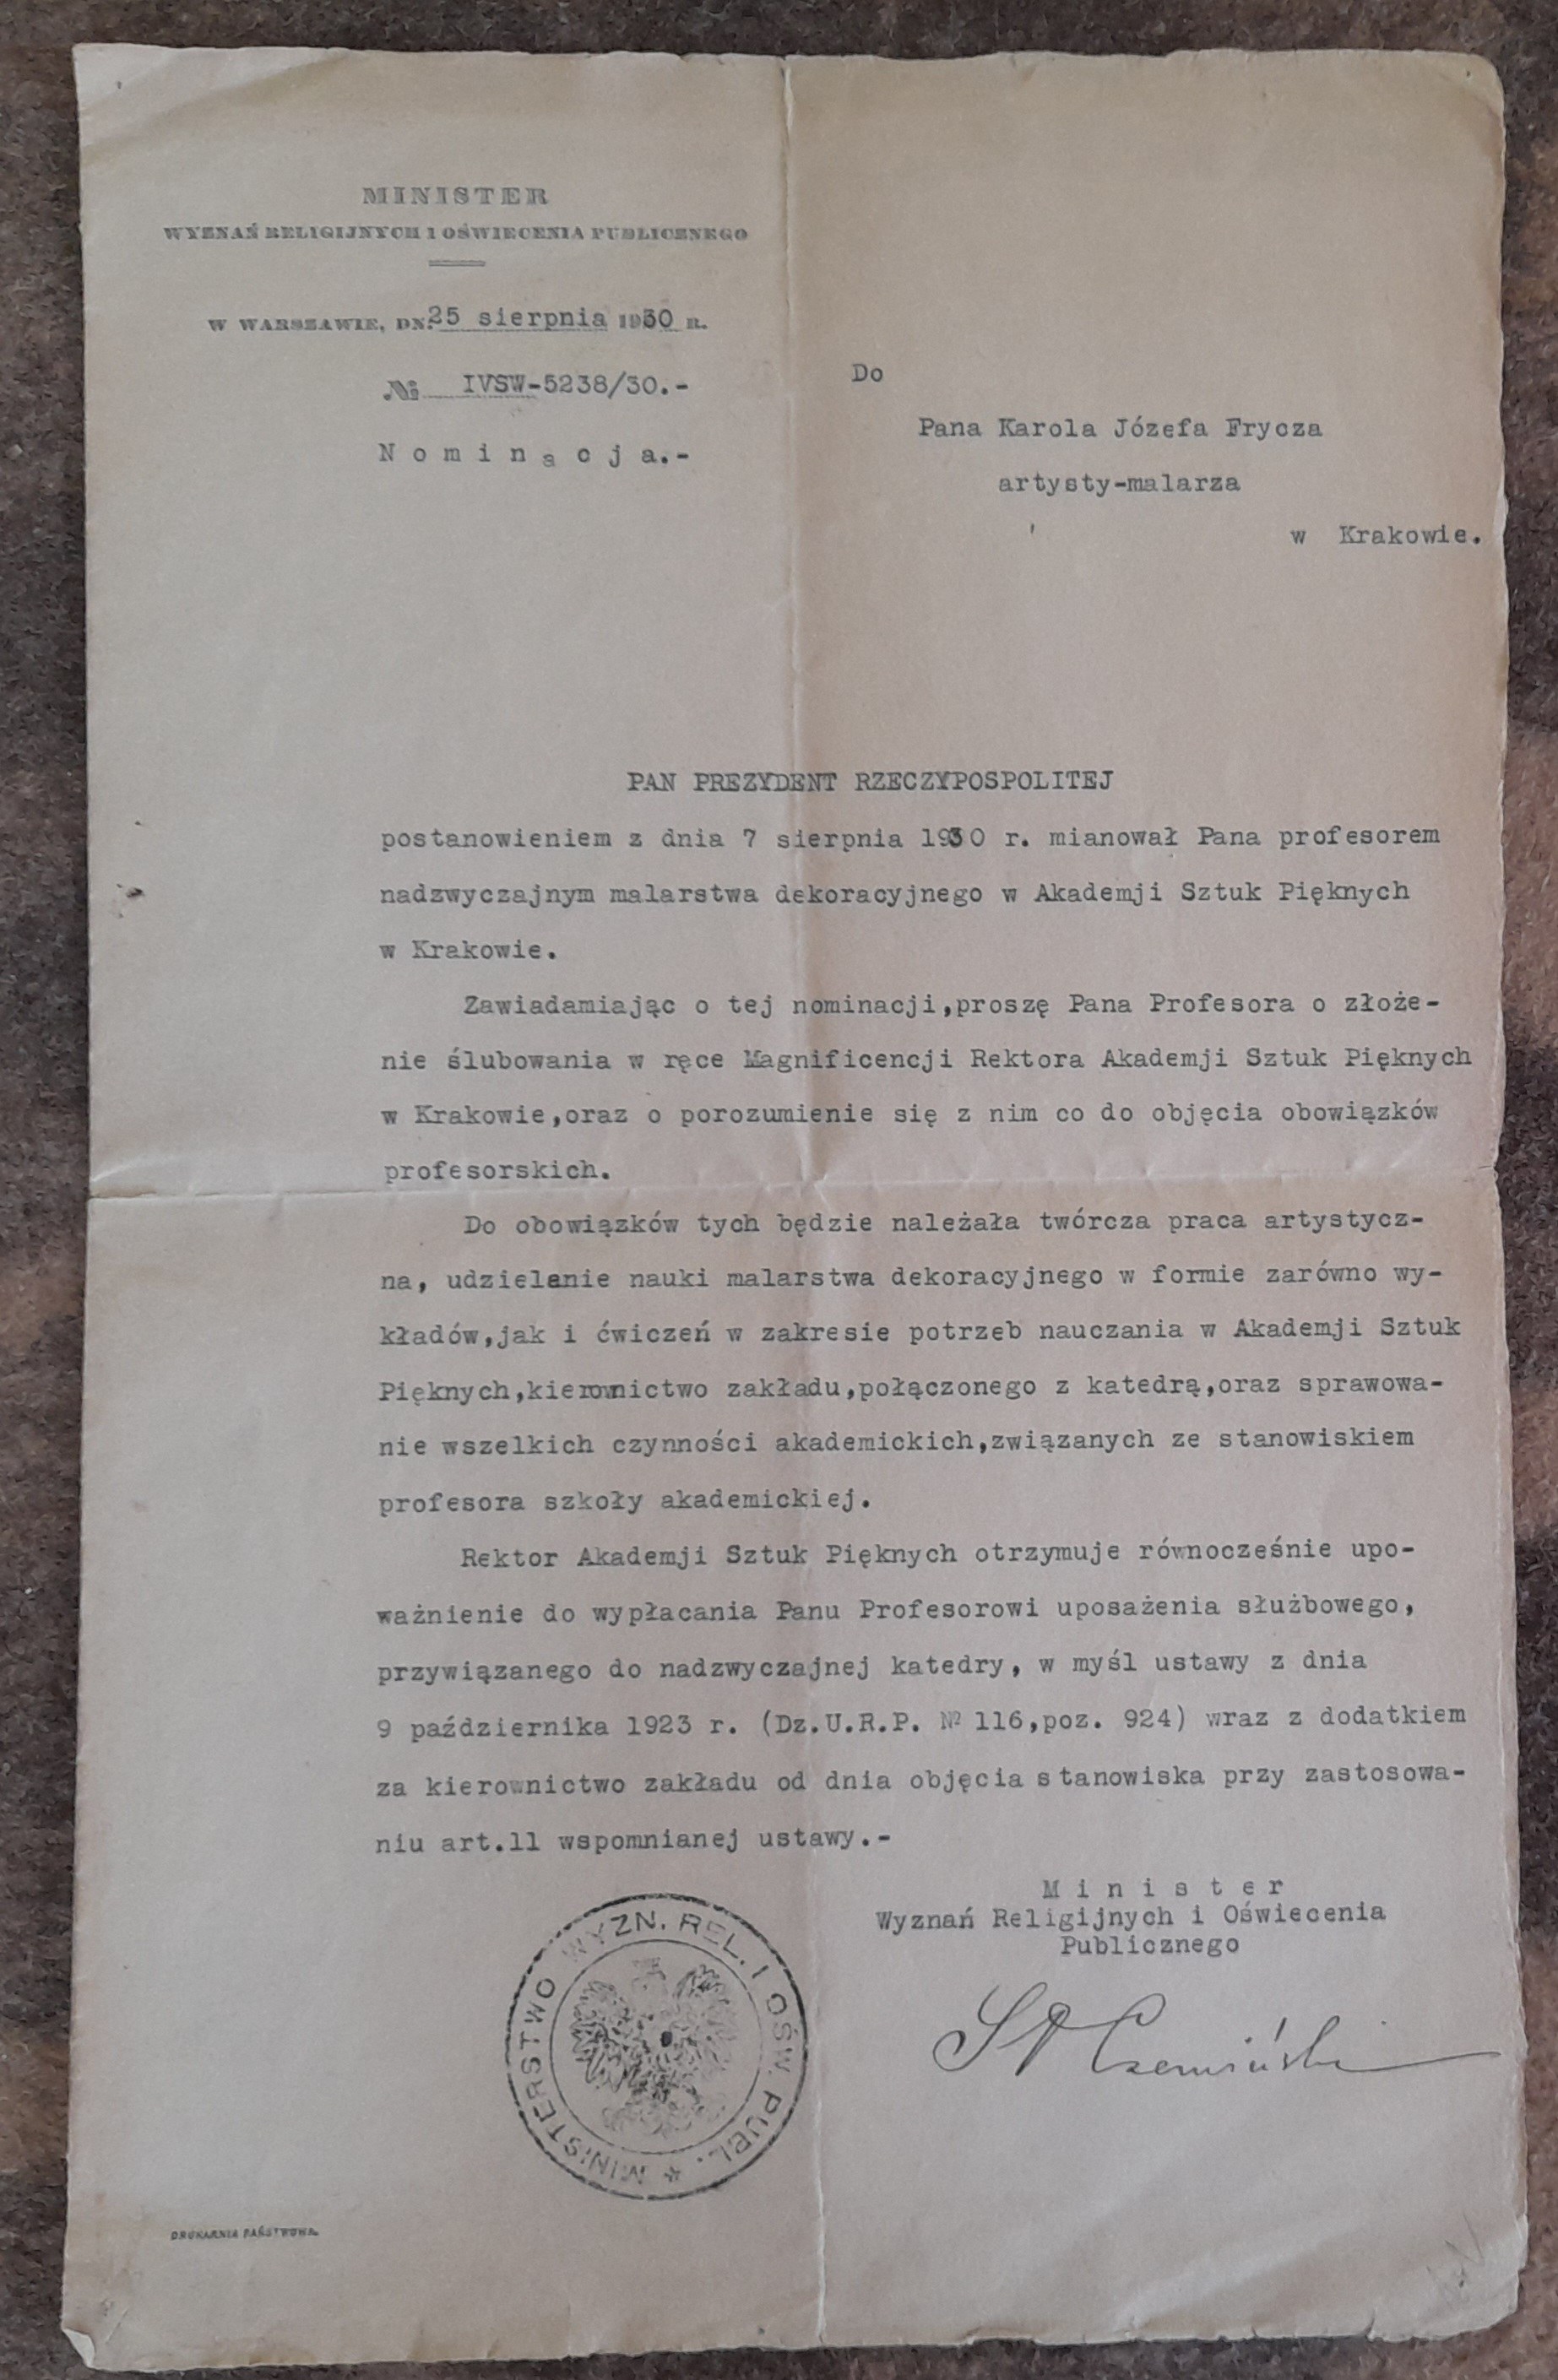 MINISTER
WYZNAŃ RELIGIJNYCH I OŚWIECENIA PUBLICZNEGO
W WARSZAWIE, DN. 25 sierpnia 1930 R.
№ IVSW-5238/30.-
Nominacja.-
Do
Pana Karola Józefa Frycza
artysty-malarza
w Krakowie.
PAN PREZYDENT RZECZYPOSPOLITEJ
postanowieniem z dnia 7 sierpnia 1930 r. mianował Pana profesorem
nadzwyczajnym malarstwa dekoracyjnego w Akademji Sztuk Pięknych
w Krakowie.
Zawiadamiając o tej nominacji,proszę Pana Profesora o złoże-
nie ślubowania w ręce Magnificencji Rektora Akademji Sztuk Pięknych
w Krakowie,oraz o porozumienie się z nim co do objęcia obowiązków
profesorskich.
Do obowiązków tych będzie należała twórcza praca artystycz-
na, udzielanie nauki malarstwa dekoracyjnego w formie zarówno wy-
kładów,jak i ćwiczeń w zakresie potrzeb nauczania w Akademji Sztuk
Pięknych,kierownictwo zakładu,połączonego z katedrą,oraz sprawowa-
nie wszelkich czynności akademickich,związanych ze stanowiskiem
profesora szkoły akademickiej.
Rektor Akademji Sztuk Pięknych otrzymuje równocześnie upo-
ważnienie do wypłacania Panu Profesorowi uposażenia służbowego,
przywiązanego do nadzwyczajnej katedry, w myśl ustawy z dnia
9 października 1923 r. (Dz.U.R.P. № 116,poz. 924) wraz z dodatkiem
za kierownictwo zakładu od dnia objęcia stanowiska przy zastosowa-
niu art.11 wspomnianej ustawy.-
Minister
Wyznań Religijnych i Oświecenia
Publicznego
MINISTERSTWO WYZN. REL. I OŚW. PUBL. *
DRUKARNIA PAŃSTWOWA.